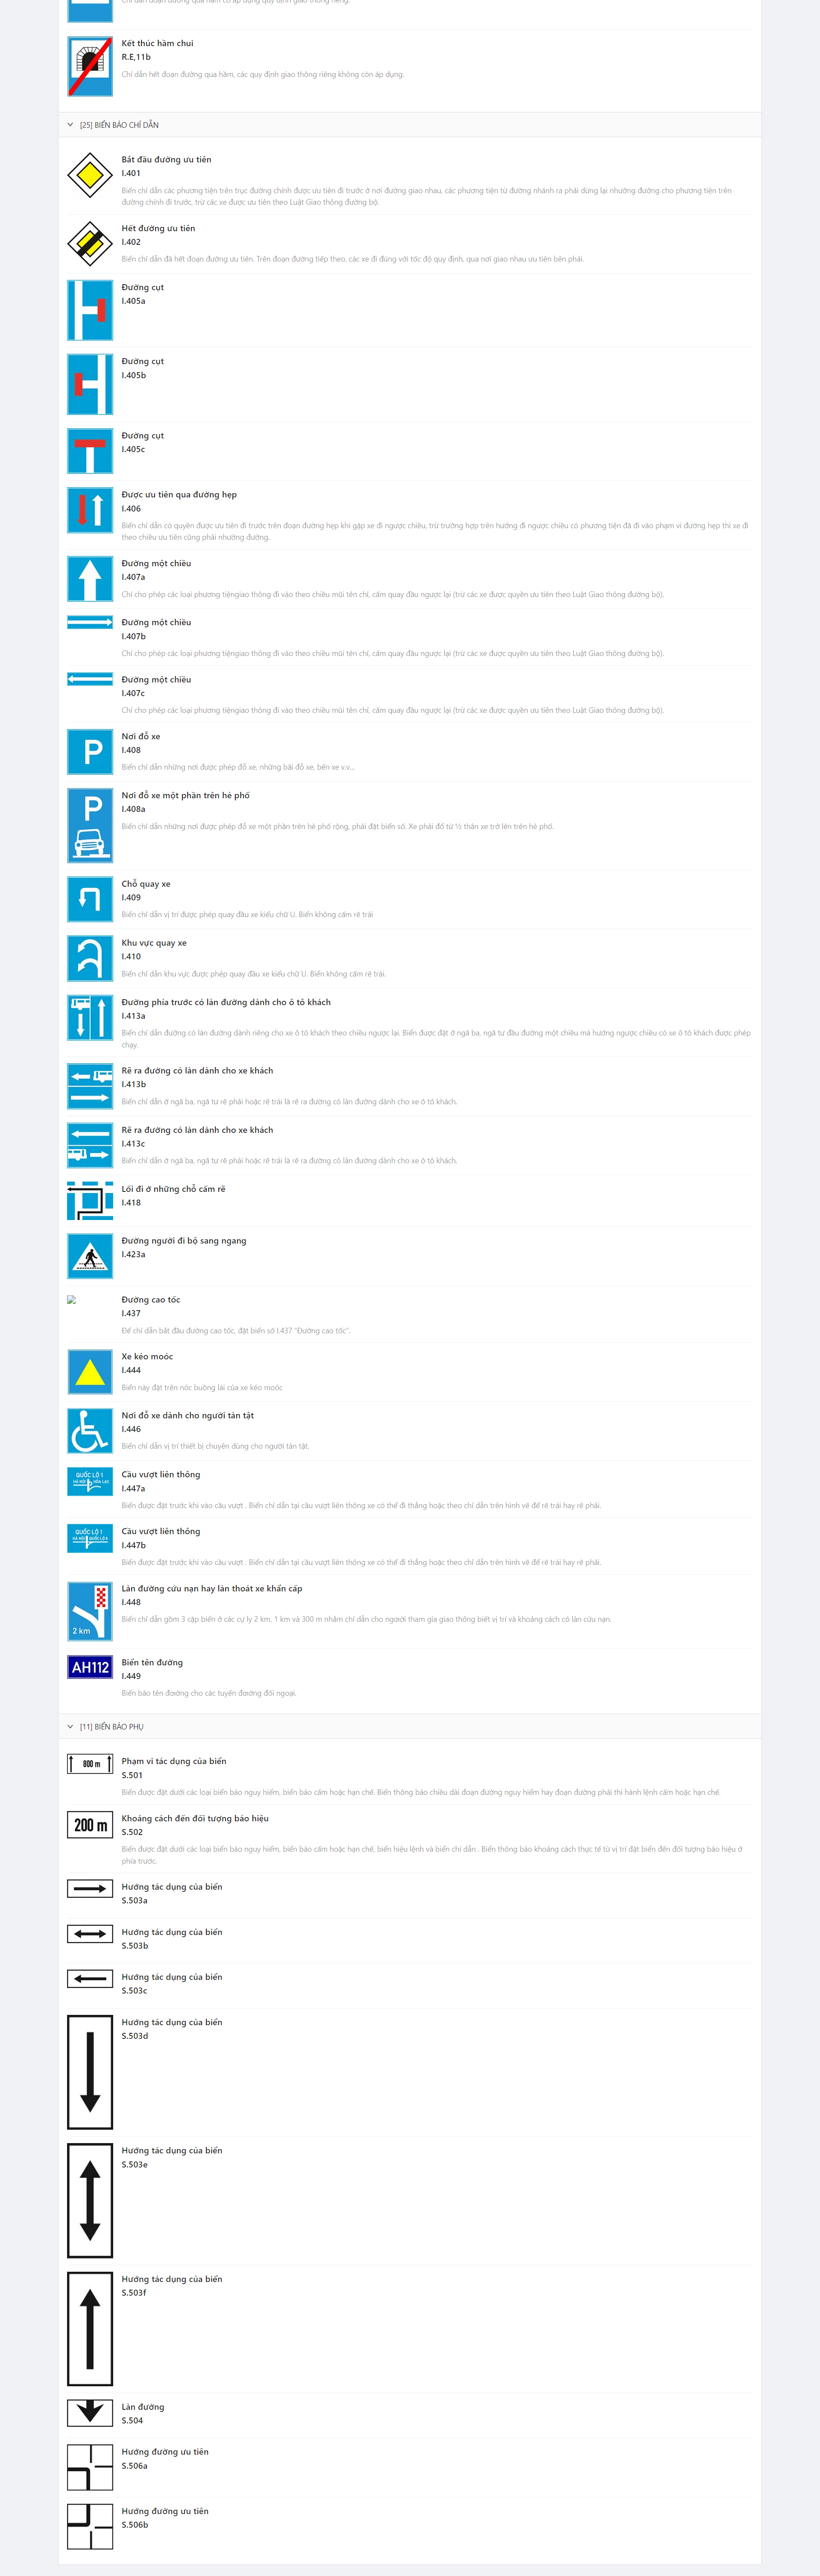 Chỉ dẫn đoạn đường qua hầm có áp dụng quy định giao thông riêng.
Kết thúc hầm chui
R.E,11b
Chỉ dẫn hết đoạn đường qua hầm, các quy định giao thông riêng không còn áp dụng.
[25] BIỂN BÁO CHỈ DẪN
Bắt đầu đường ưu tiên
I.401
Biển chỉ dẫn các phương tiện trên trục đường chính được ưu tiên đi trước ở nơi đường giao nhau, các phương tiện từ đường nhánh ra phải dừng lại nhường đường cho phương tiện trên
đường chính đi trước, trừ các xe được ưu tiên theo Luật Giao thông đường bộ.
Hết đường ưu tiên
I.402
Biển chỉ dẫn đã hết đoạn đường ưu tiên. Trên đoạn đường tiếp theo, các xe đi đúng với tốc độ quy định, qua nơi giao nhau ưu tiên bên phải.
Đường cụt
I.405a
Đường cụt
I.405b
Đường cụt
I.405c
Được ưu tiên qua đường hẹp
I.406
Biển chỉ dẫn có quyền được ưu tiên đi trước trên đoạn đường hẹp khi gặp xe đi ngược chiều, trừ trường hợp trên hướng đi ngược chiều có phương tiện đã đi vào phạm vi đường hẹp thì xe đi
theo chiều ưu tiên cũng phải nhường đường.
Đường một chiều
I.407a
Chỉ cho phép các loại phương tiệngiao thông đi vào theo chiều mũi tên chỉ, cấm quay đầu ngược lại (trừ các xe được quyền ưu tiên theo Luật Giao thông đường bộ).
Đường một chiều
I.407b
Chỉ cho phép các loại phương tiệngiao thông đi vào theo chiều mũi tên chỉ, cấm quay đầu ngược lại (trừ các xe được quyền ưu tiên theo Luật Giao thông đường bộ).
Đường một chiều
I.407c
Chỉ cho phép các loại phương tiệngiao thông đi vào theo chiều mũi tên chỉ, cấm quay đầu ngược lại (trừ các xe được quyền ưu tiên theo Luật Giao thông đường bộ).
P
Nơi đỗ xe
I.408
Biển chỉ dẫn những nơi được phép đỗ xe, những bãi đỗ xe, bến xe v.v...
P
Nơi đỗ xe một phần trên hè phố
I.408a
Biển chỉ dẫn những nơi được phép đỗ xe một phần trên hè phố rộng, phải đặt biển số. Xe phải đỗ từ ½ thân xe trở lên trên hè phố.
Chỗ quay xe
I.409
Biển chỉ dẫn vị trí được phép quay đầu xe kiểu chữ U. Biển không cấm rẽ trái
Khu vực quay xe
I.410
Biển chỉ dẫn khu vực được phép quay đầu xe kiểu chữ U. Biển không cấm rẽ trái.
Đường phía trước có làn đường dành cho ô tô khách
I.413a
Biển chỉ dẫn đường có làn đường dành riêng cho xe ô tô khách theo chiều ngược lại. Biển được đặt ở ngã ba, ngã tư đầu đường một chiều mà hướng ngược chiều có xe ô tô khách được phép
chạy.
Rẽ ra đường có làn dành cho xe khách
I.413b
Biển chỉ dẫn ở ngã ba, ngã tư rẽ phải hoặc rẽ trái là rẽ ra đường có làn đường dành cho xe ô tô khách.
Rẽ ra đường có làn dành cho xe khách
I.413c
Biển chỉ dẫn ở ngã ba, ngã tư rẽ phải hoặc rẽ trái là rẽ ra đường có làn đường dành cho xe ô tô khách.
Lối đi ở những chỗ cấm rẽ
I.418
Đường người đi bộ sang ngang
I.423a
Đường cao tốc
I.437
Để chỉ dẫn bắt đầu đường cao tốc, đặt biển số I.437 "Đường cao tốc".
Xe kéo moóc
I.444
Biển này đặt trên nóc buồng lái của xe kéo moóc
Nơi đỗ xe dành cho người tàn tật
I.446
Biển chỉ dẫn vị trí thiết bị chuyên dùng cho người tàn tật.
QUỐC LỘ 1
HÀ NỘI HÒA LẠC
Cầu vượt liên thông
I.447a
Biển được đặt trước khi vào cầu vượt . Biển chỉ dẫn tại cầu vượt liên thông xe có thể đi thẳng hoặc theo chỉ dẫn trên hình vẽ để rẽ trái hay rẽ phải.
QUỐC LỘ 1
HÀ NỘI QUỐC LỘ 5
Cầu vượt liên thông
I.447b
Biển được đặt trước khi vào cầu vượt . Biển chỉ dẫn tại cầu vượt liên thông xe có thể đi thẳng hoặc theo chỉ dẫn trên hình vẽ để rẽ trái hay rẽ phải.
2 km
Làn đường cứu nạn hay làn thoát xe khẩn cấp
I.448
Biển chỉ dẫn gồm 3 cặp biển ở các cự ly 2 km, 1 km và 300 m nhằm chỉ dẫn cho người tham gia giao thông biết vị trí và khoảng cách có làn cứu nạn.
AH112
Biển tên đường
I.449
Biển báo tên đường cho các tuyến đường đối ngoại.
[11] BIỂN BÁO PHỤ
800 m
Phạm vi tác dụng của biển
S.501
Biển được đặt dưới các loại biển báo nguy hiểm, biển báo cấm hoặc hạn chế. Biển thông báo chiều dài đoạn đường nguy hiểm hay đoạn đường phải thi hành lệnh cấm hoặc hạn chế.
200 m
Khoảng cách đến đối tượng báo hiệu
S.502
Biển được đặt dưới các loại biển báo nguy hiểm, biển báo cấm hoặc hạn chế, biển hiệu lệnh và biển chỉ dẫn . Biển thông báo khoảng cách thực tế từ vị trí đặt biển đến đối tượng báo hiệu ở
phía trước.
Hướng tác dụng của biển
S.503a
Hướng tác dụng của biển
S.503b
Hướng tác dụng của biển
S.503c
Hướng tác dụng của biển
S.503d
Hướng tác dụng của biển
S.503e
Hướng tác dụng của biển
S.503f
Làn đường
S.504
Hướng đường ưu tiên
S.506a
Hướng đường ưu tiên
S.506b